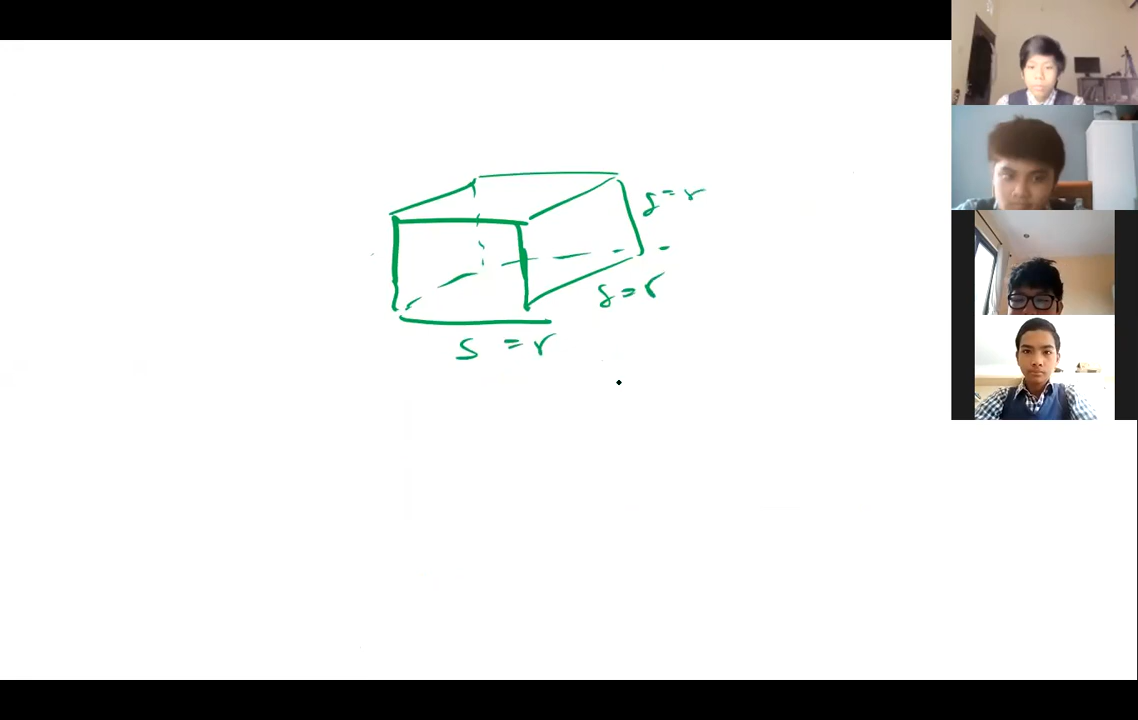 s = r
s = r
s = r